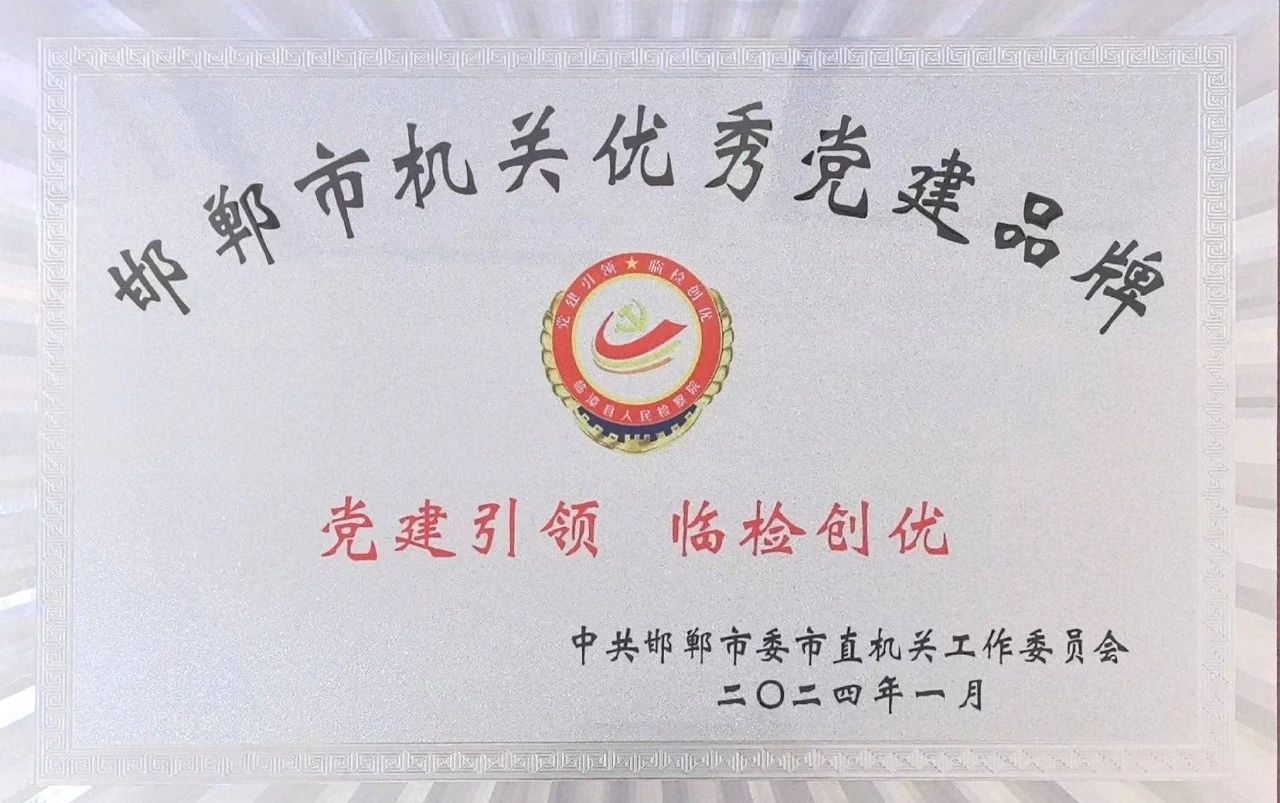 邯郸市机关优秀党建品牌
党建引领★临检创优
临漳县人民检察院
党建引领 临检创优
中共邯郸市委市直机关工作委员会
二〇二四年一月